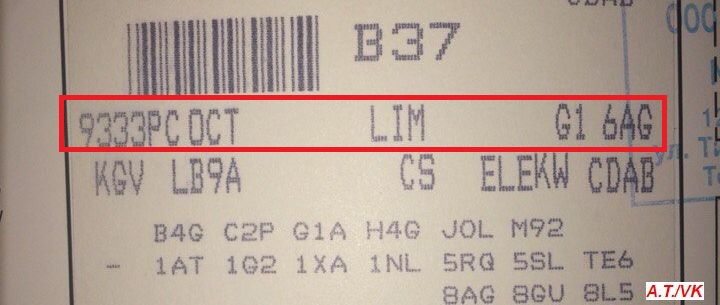 CDAB
B37
9333PC OCT LIM G1 6AG
KGV LB9A CS ELEKW CDAB
B4G C2P G1A H4G JOL M92
- 1AT 1G2 1XA 1NL 5RQ 5SL TE6
8AG 8GU 8L5
A.T./VK